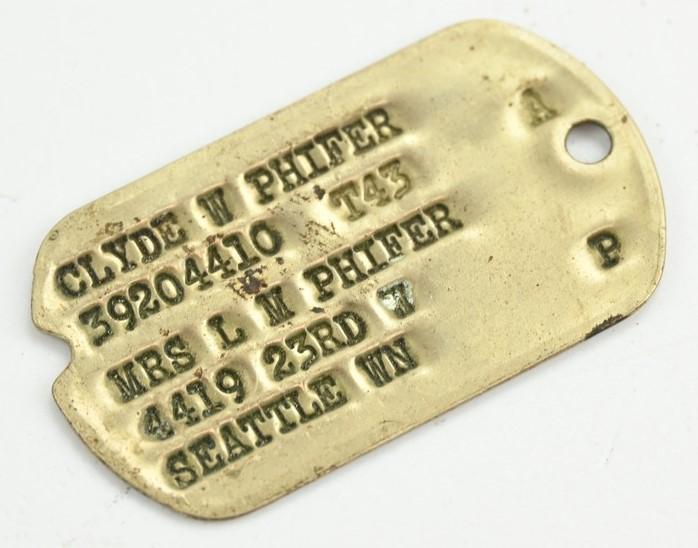 CLYDE W PHIFER
39204410 T43 A
MRS L M PHIFER
4419 23RD W
SEATTLE WN P